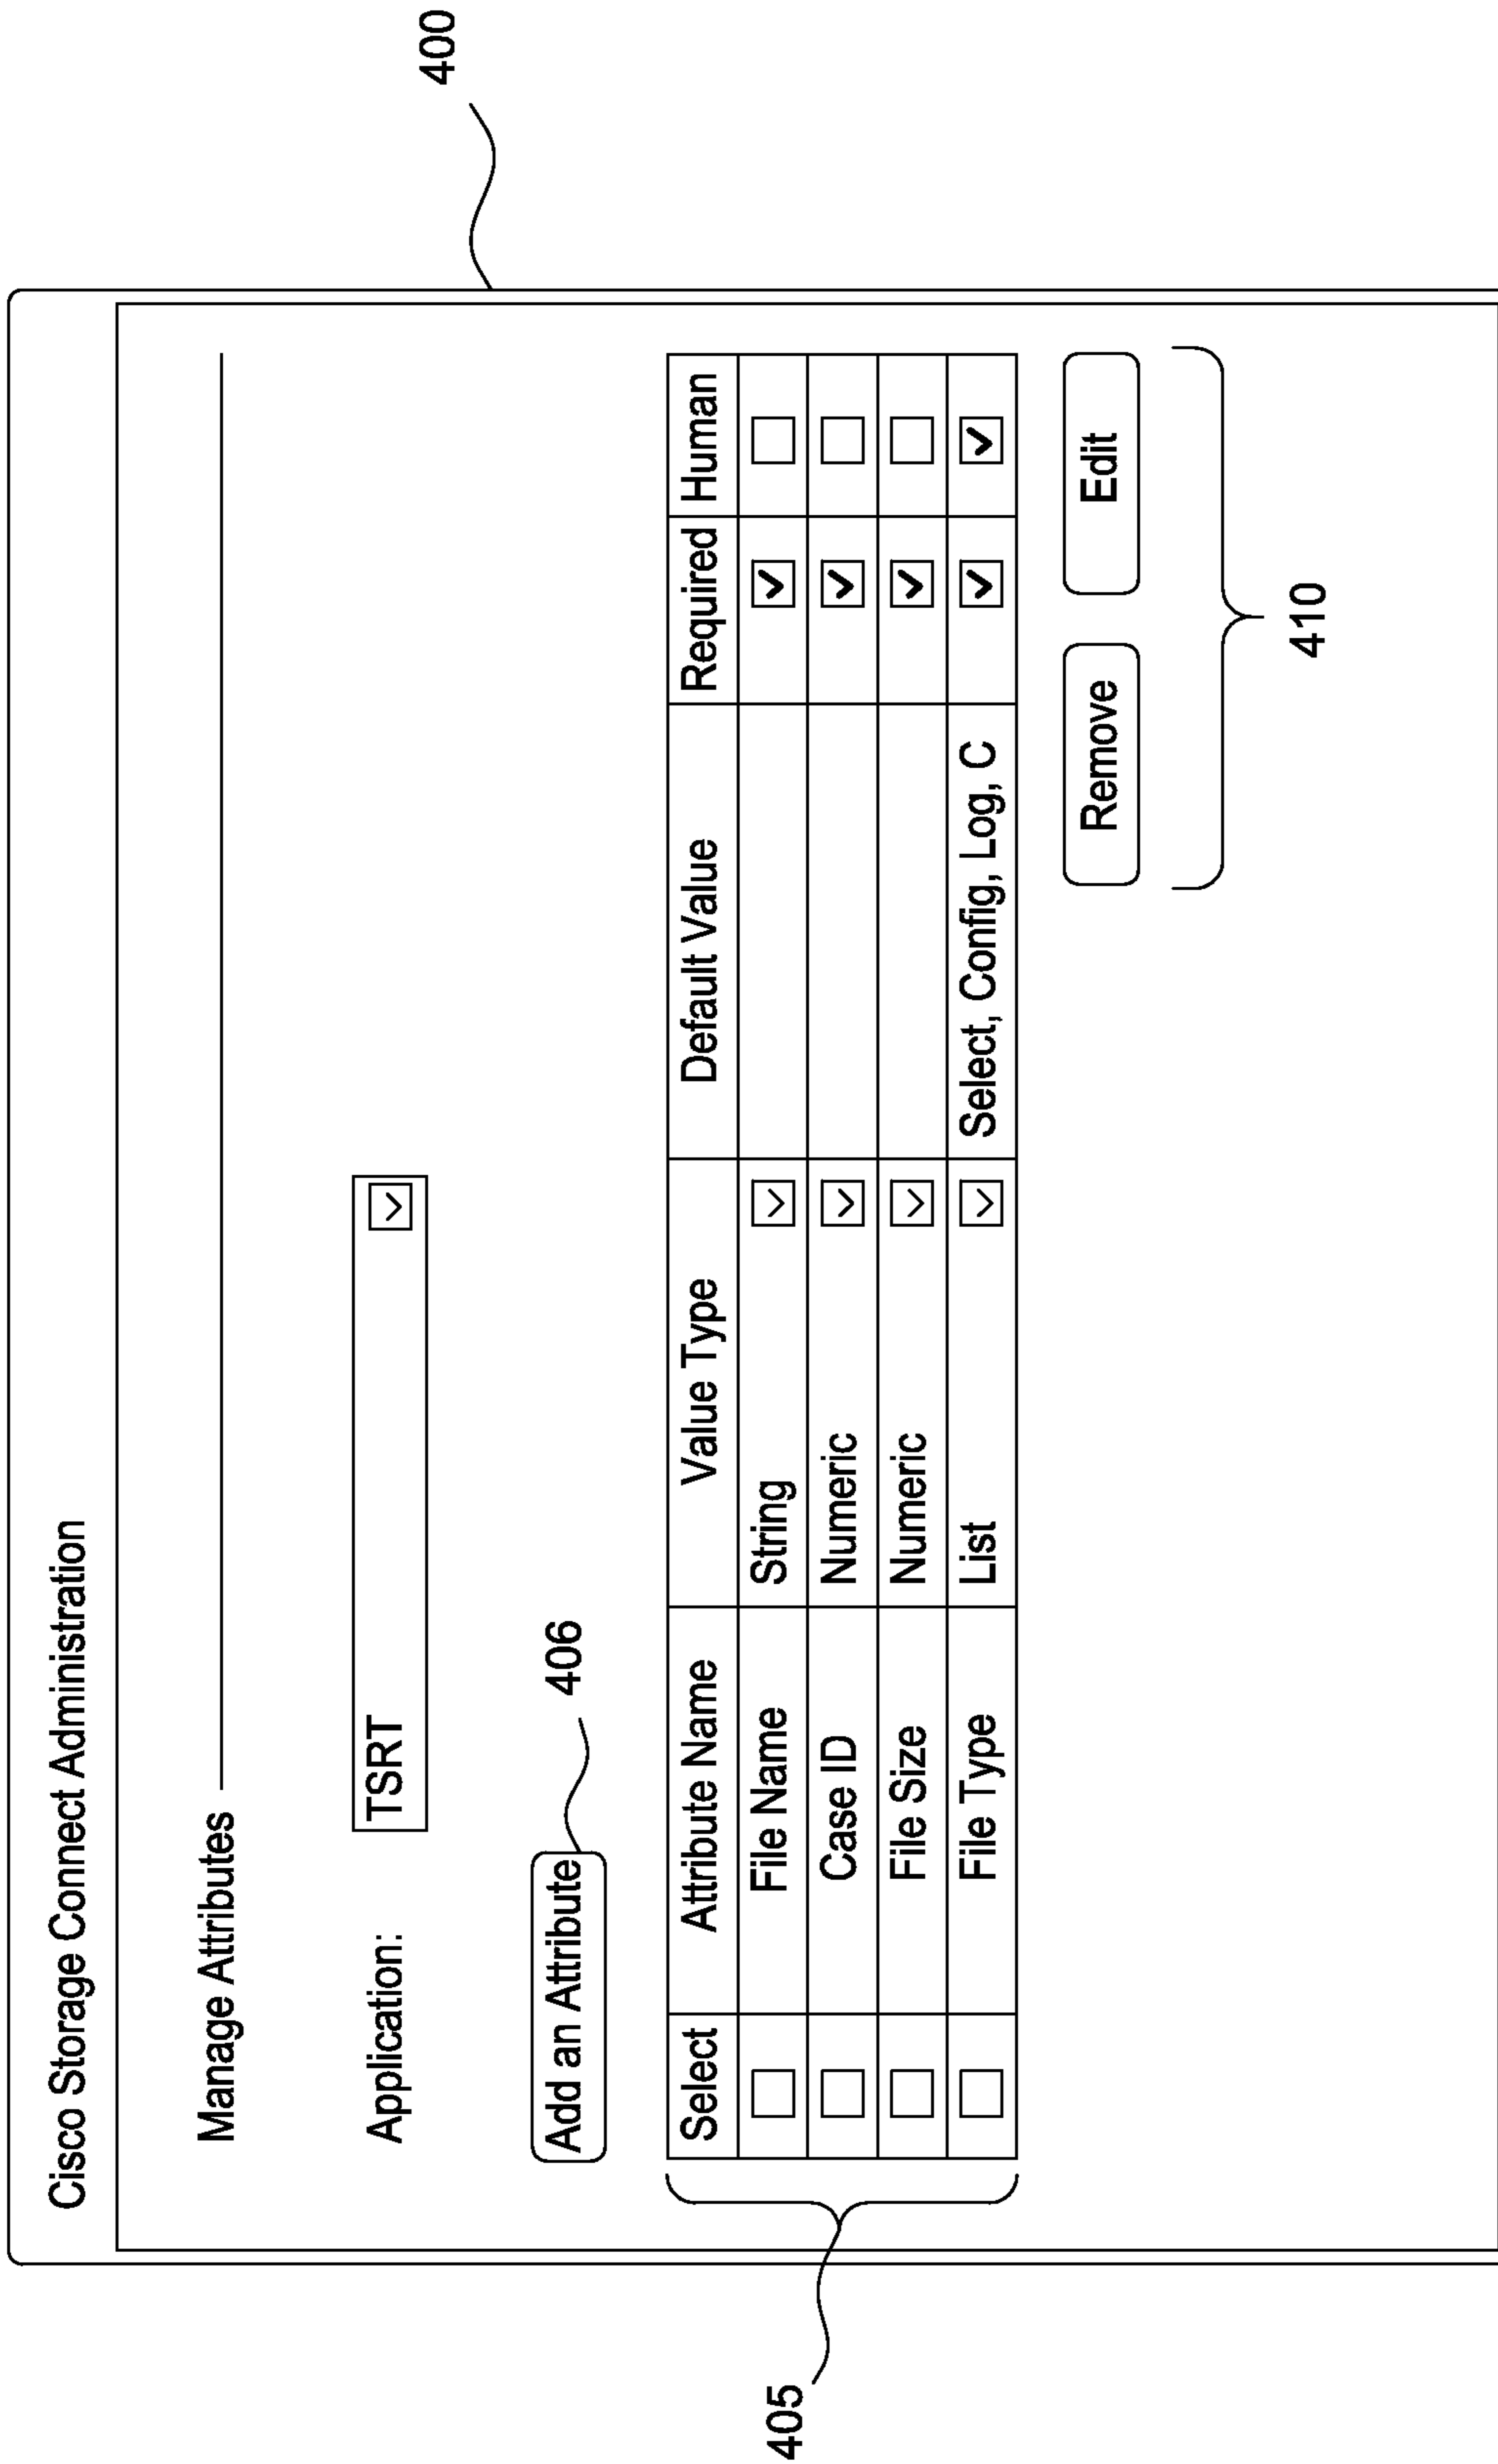 Cisco Storage Connect Administration
400
Manage Attributes
Application: TSRT
Add an Attribute
406
Select Attribute Name Value Type Default Value Required Human
File Name String
Case ID Numeric
File Size Numeric
File Type List Select, Config, Log, C
405
Remove Edit
410